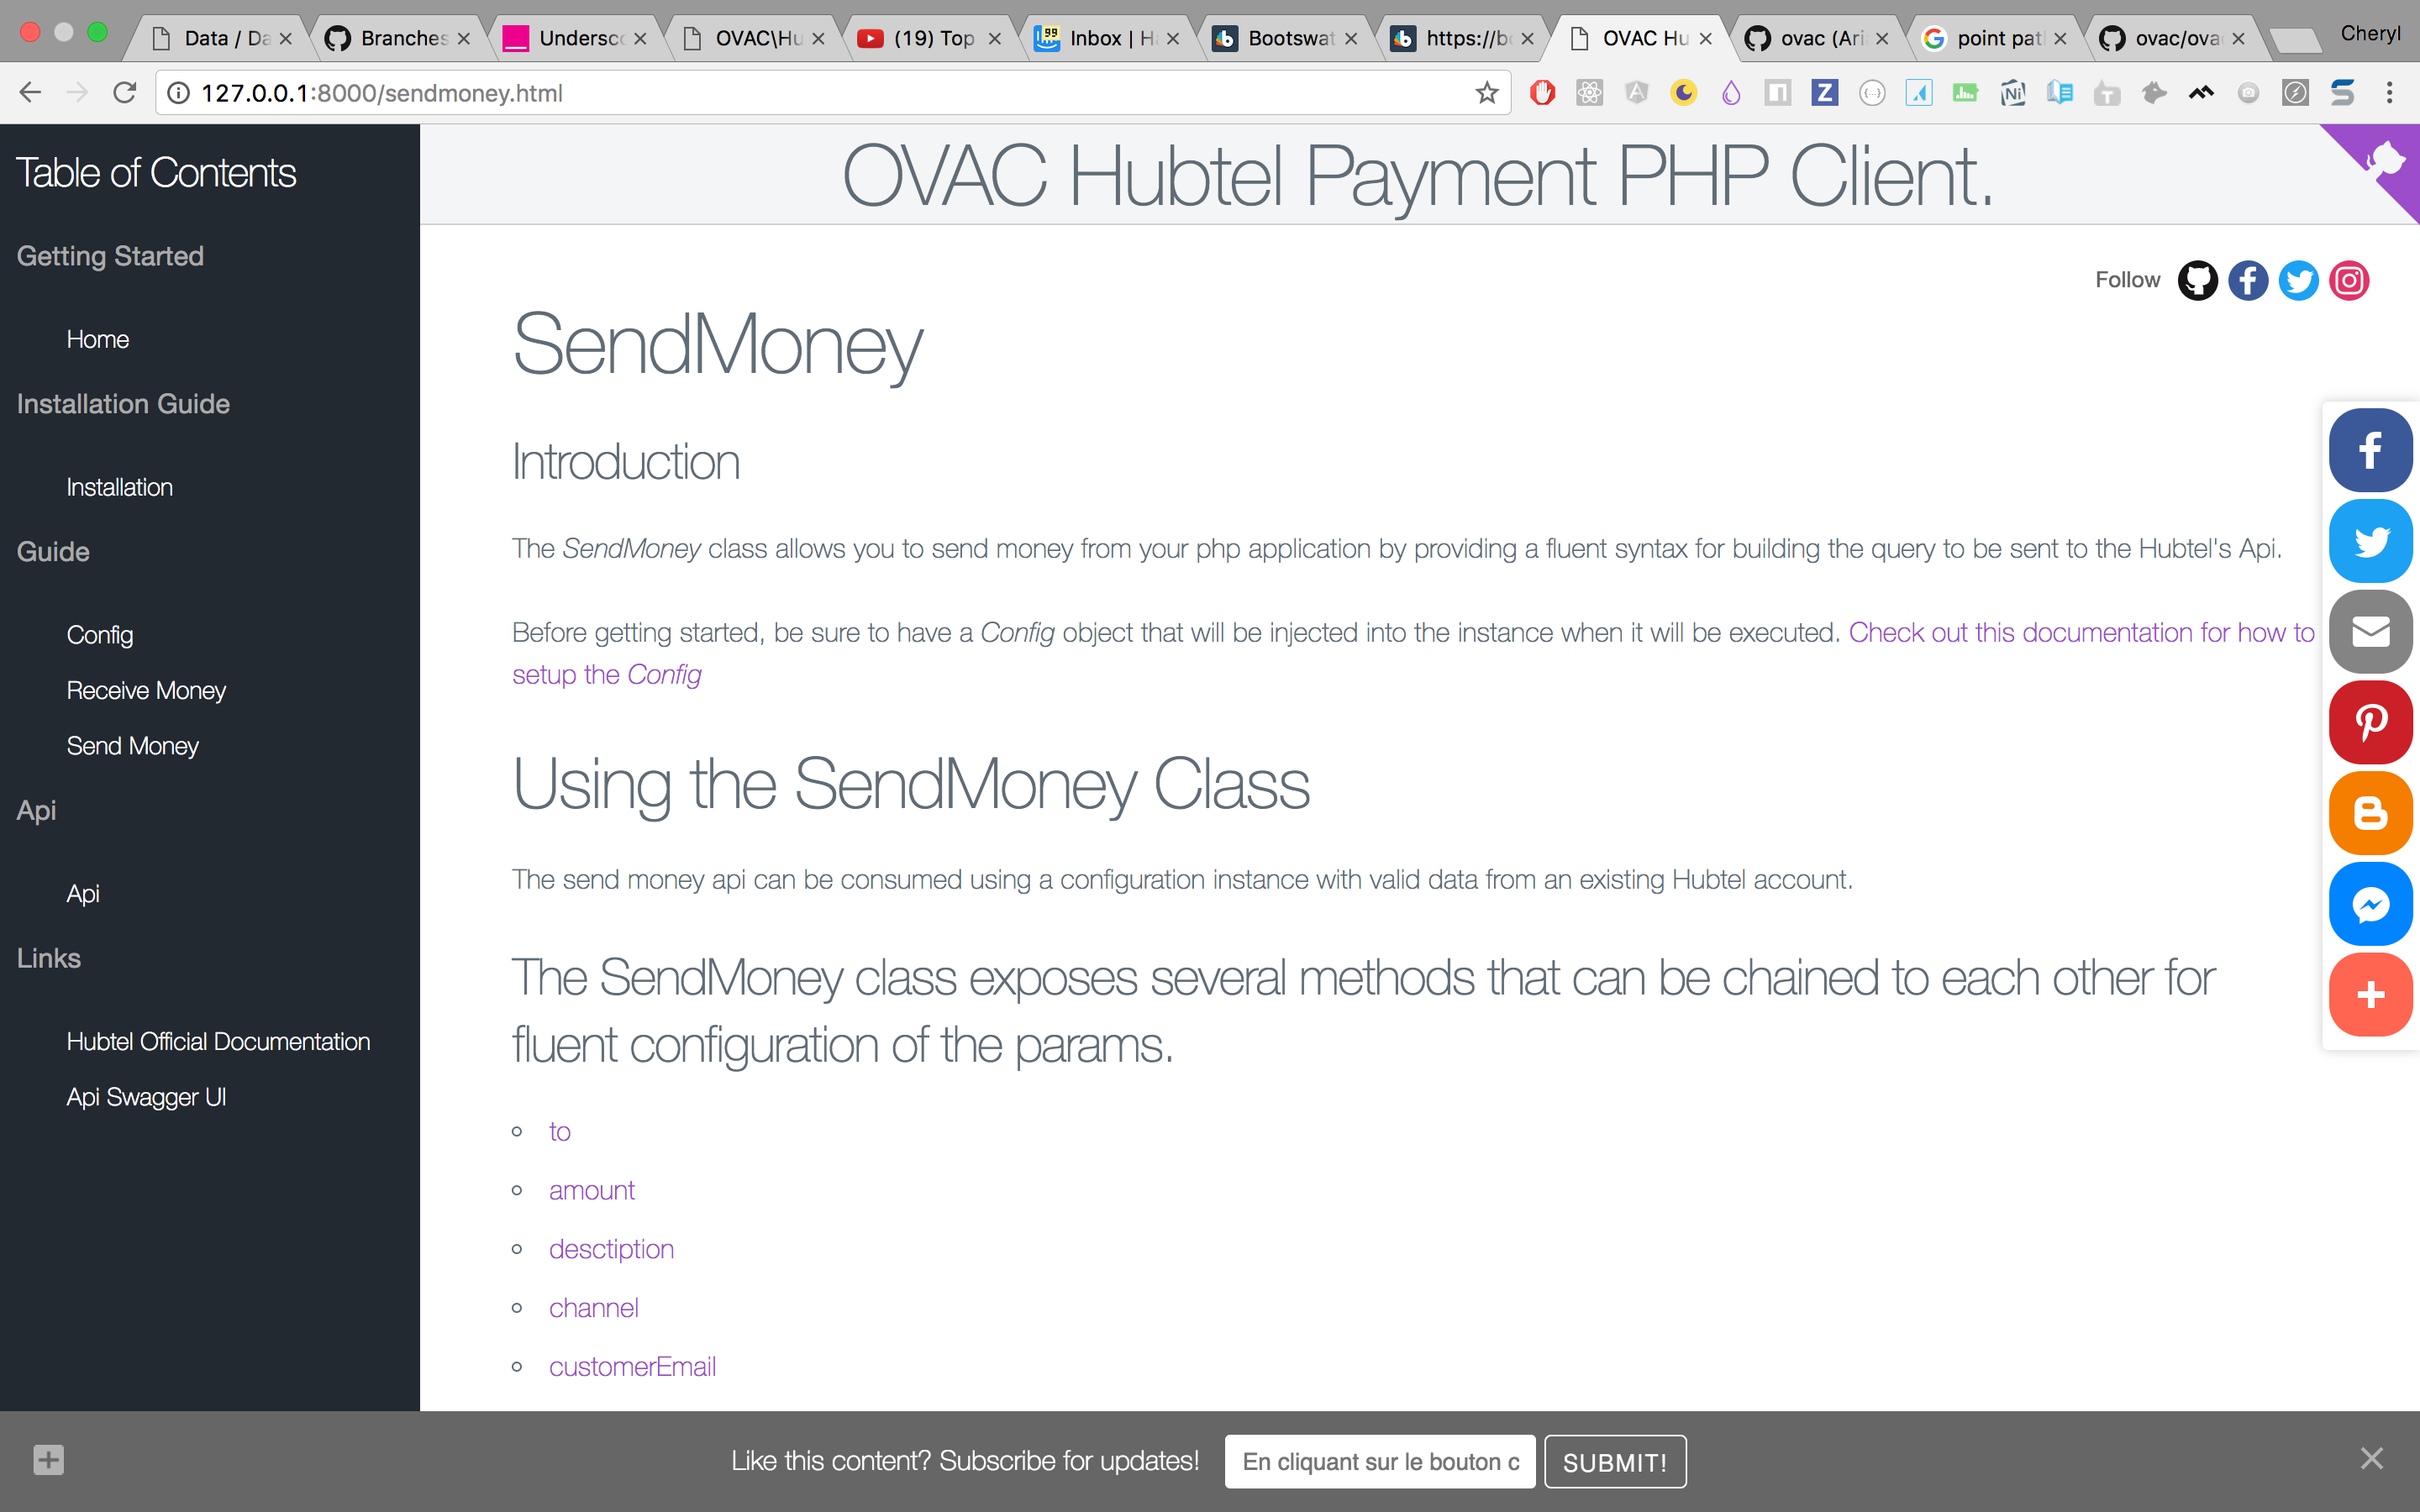 Data / Da
Branches
Undersco
OVAC\Hu
(19) Top
Inbox | Ha
Bootswat
https://bo
OVAC Hu
ovac (Ari
point pat
ovac/ova
Cheryl
127.0.0.1:8000/sendmoney.html
Table of Contents
Getting Started
Home
Installation Guide
Installation
Guide
Config
Receive Money
Send Money
Api
Api
Links
Hubtel Official Documentation
Api Swagger UI
OVAC Hubtel Payment PHP Client.
Follow
SendMoney
Introduction
The SendMoney class allows you to send money from your php application by providing a fluent syntax for building the query to be sent to the Hubtel's Api.
Before getting started, be sure to have a Config object that will be injected into the instance when it will be executed. Check out this documentation for how to
setup the Config
Using the SendMoney Class
The send money api can be consumed using a configuration instance with valid data from an existing Hubtel account.
The SendMoney class exposes several methods that can be chained to each other for
fluent configuration of the params.
to
amount
desctiption
channel
customerEmail
Like this content? Subscribe for updates!
En cliquant sur le bouton c
SUBMIT!